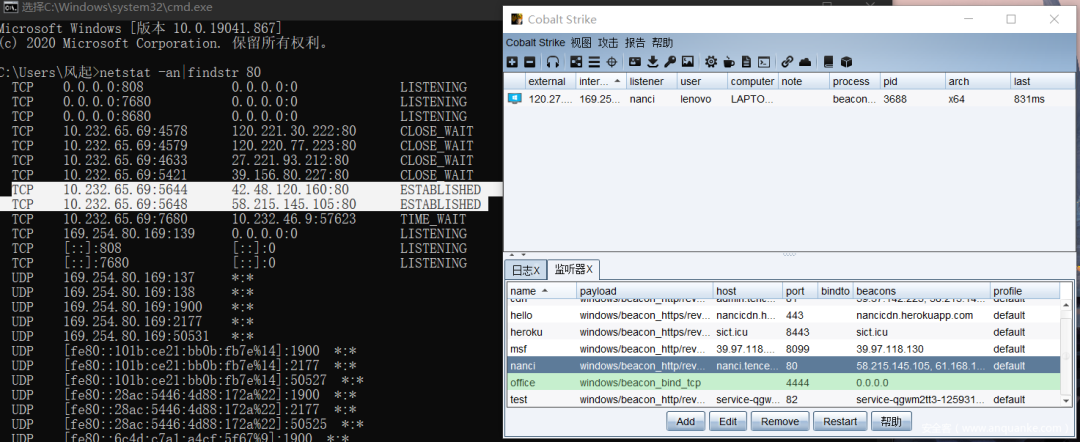 选择C:\Windows\system32\cmd.exe
Microsoft Windows [版本 10.0.19041.867]
(c) 2020 Microsoft Corporation. 保留所有权利。
C:\Users\风起>netstat -an|findstr 80
TCP 0.0.0.0:808 0.0.0.0:0 LISTENING
TCP 0.0.0.0:7680 0.0.0.0:0 LISTENING
TCP 0.0.0.0:8680 0.0.0.0:0 LISTENING
TCP 10.232.65.69:4578 120.221.30.222:80 CLOSE_WAIT
TCP 10.232.65.69:4579 120.220.77.223:80 CLOSE_WAIT
TCP 10.232.65.69:4633 27.221.93.212:80 CLOSE_WAIT
TCP 10.232.65.69:5421 39.156.80.227:80 CLOSE_WAIT
TCP 10.232.65.69:5644 42.48.120.160:80 ESTABLISHED
TCP 10.232.65.69:5648 58.215.145.105:80 ESTABLISHED
TCP 10.232.65.69:7680 10.232.46.9:57623 TIME_WAIT
TCP 169.254.80.169:139 0.0.0.0:0 LISTENING
TCP [::]:808 [::]:0 LISTENING
TCP [::]:7680 [::]:0 LISTENING
UDP 169.254.80.169:137 *:*
UDP 169.254.80.169:138 *:*
UDP 169.254.80.169:1900 *:*
UDP 169.254.80.169:2177 *:*
UDP 169.254.80.169:50531 *:*
UDP [fe80::101b:ce21:bb0b:fb7e%14]:1900 *:*
UDP [fe80::101b:ce21:bb0b:fb7e%14]:2177 *:*
UDP [fe80::101b:ce21:bb0b:fb7e%14]:50527 *:*
UDP [fe80::28ac:5446:4d88:172a%22]:1900 *:*
UDP [fe80::28ac:5446:4d88:172a%22]:2177 *:*
UDP [fe80::28ac:5446:4d88:172a%22]:50525 *:*
UDP [fe80::6c4d:c7a1:a4cf:5f67%9]:1900 *:*
Cobalt Strike
Cobalt Strike 视图 攻击 报告 帮助
external inter... listener user computer note process pid arch last
120.27.... 169.25... nanci lenovo LAPTO... beacon... 3688 x64 831ms
日志X 监听器X
name payload host port bindto beacons profile
cdn windows/beacon_http/rev... admin.tence... 81 39.97.142.225, 58.215.14... default
hello windows/beacon_https/rev... nancicdn.h... 443 nancicdn.herokuapp.com default
heroku windows/beacon_https/rev... sict.icu 8443 sict.icu default
msf windows/beacon_http/rev... 39.97.118.... 8099 39.97.118.130 default
nanci windows/beacon_http/rev... nanci.tence... 80 58.215.145.105, 61.168.1... default
office windows/beacon_bind_tcp 4444 0.0.0.0
test windows/beacon_http/rev... service-qgw... 82 service-qgwm2tt3-125931... default
Add Edit Remove Restart 帮助